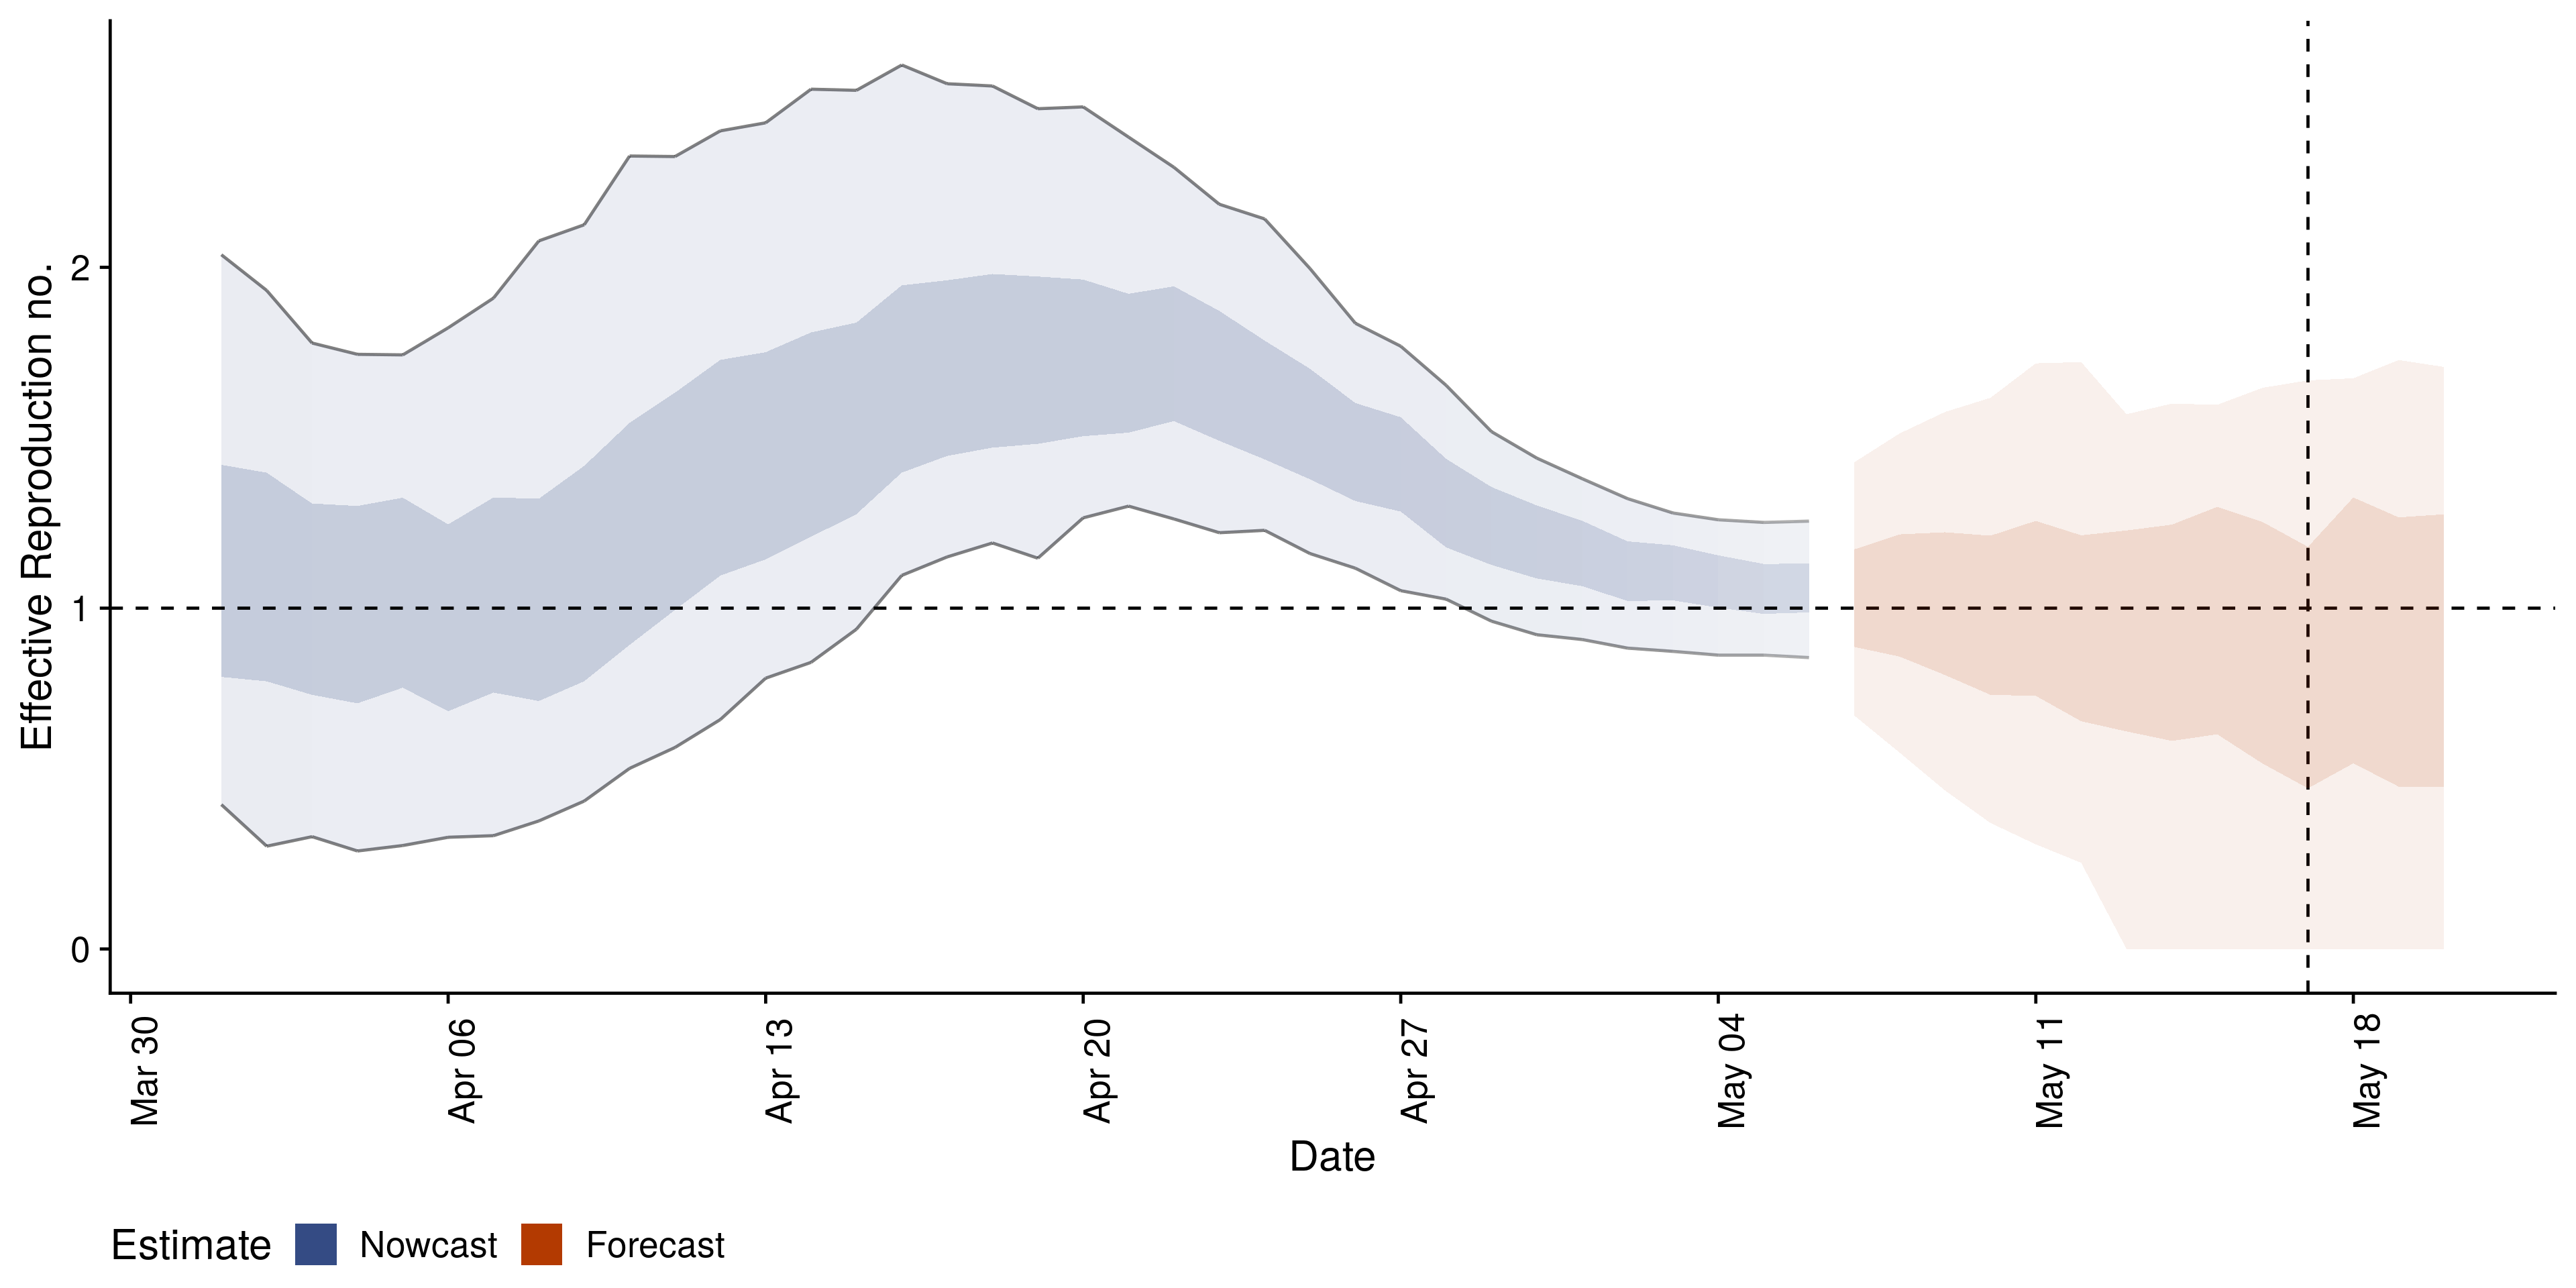 Effective Reproduction no.
2
1
0
Mar 30
Apr 06
Apr 13
Apr 20
Apr 27
May 04
May 11
May 18
Date
Estimate Nowcast Forecast